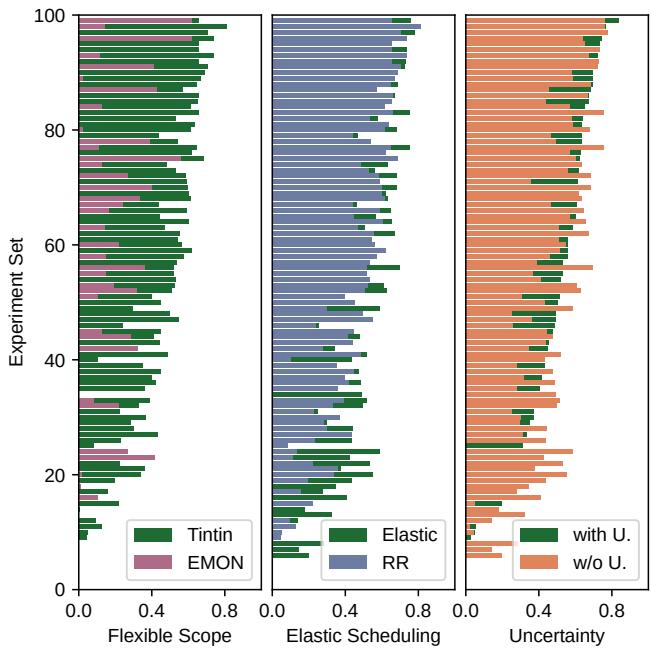 100
80
60
40
20
0
Experiment Set
Tintin
EMON
Elastic
RR
with U.
w/o U.
0.0 0.4 0.8 0.0 0.4 0.8 0.0 0.4 0.8
Flexible Scope Elastic Scheduling Uncertainty